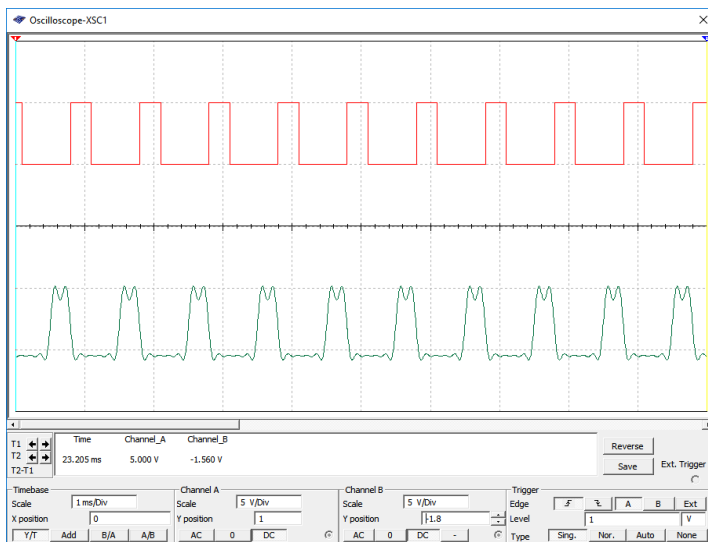 Oscilloscope-XSC1
T1
T2
T2-T1
Time Channel_A Channel_B
23.205 ms 5.000 V -1.560 V
Reverse
Save
Ext. Trigger
Timebase
Scale 1 ms/Div
X position 0
Y/T Add B/A A/B
Channel A
Scale 5 V/Div
Y position 1
AC 0 DC
Channel B
Scale 5 V/Div
Y position -1.8
AC 0 DC -
Trigger
Edge A B Ext
Level 1 V
Type Sing. Nor. Auto None